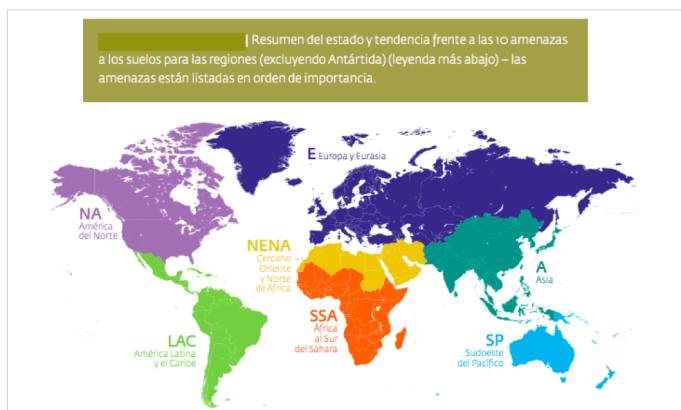 | Resumen del estado y tendencia frente a las 10 amenazas
a los suelos para las regiones (excluyendo Antártida) (leyenda más abajo) – las
amenazas están listadas en orden de importancia.
E Europa y Eurasia
NA
América
del Norte
NENA
Cercano
Oriente
y Norte
de África
A
Asia
SSA
África
al Sur
del Sahara
LAC
América Latina
y el Caribe
SP
Sudoeste
del Pacífico